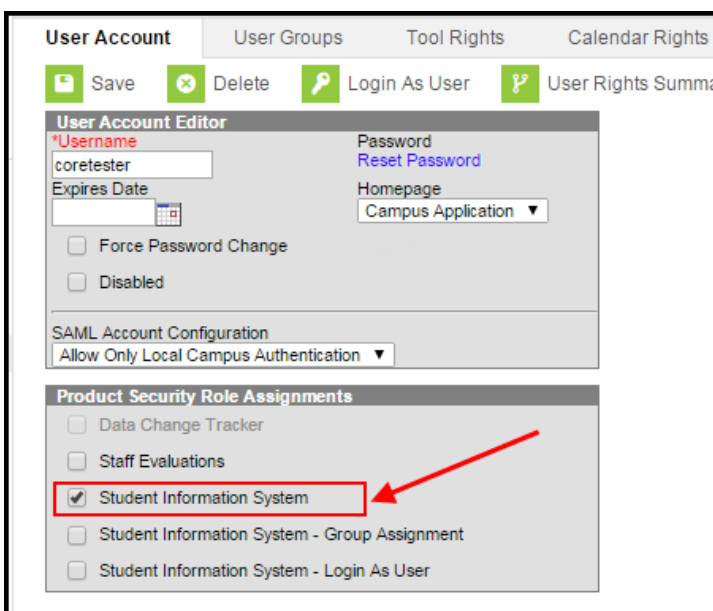 User Account User Groups Tool Rights Calendar Rights
Save Delete Login As User User Rights Summa
User Account Editor
*Username Password
coretester Reset Password
Expires Date Homepage
Campus Application
Force Password Change
Disabled
SAML Account Configuration
Allow Only Local Campus Authentication
Product Security Role Assignments
Data Change Tracker
Staff Evaluations
Student Information System
Student Information System - Group Assignment
Student Information System - Login As User